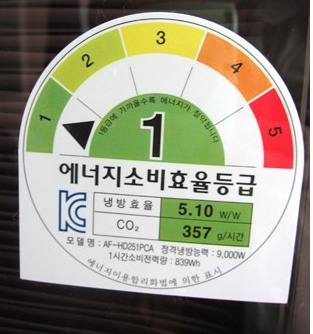 1 2 3 4 5
1등급에 가까울수록 에너지가 절약됩니다
1
에너지소비효율등급
KC
냉방효율 5.10 W/W
CO₂ 357 g/시간
모델명 : AF-HD251PCA 정격냉방능력 : 9,000W
1시간소비전력량 : 839Wh
에너지이용합리화법에 의한 표시